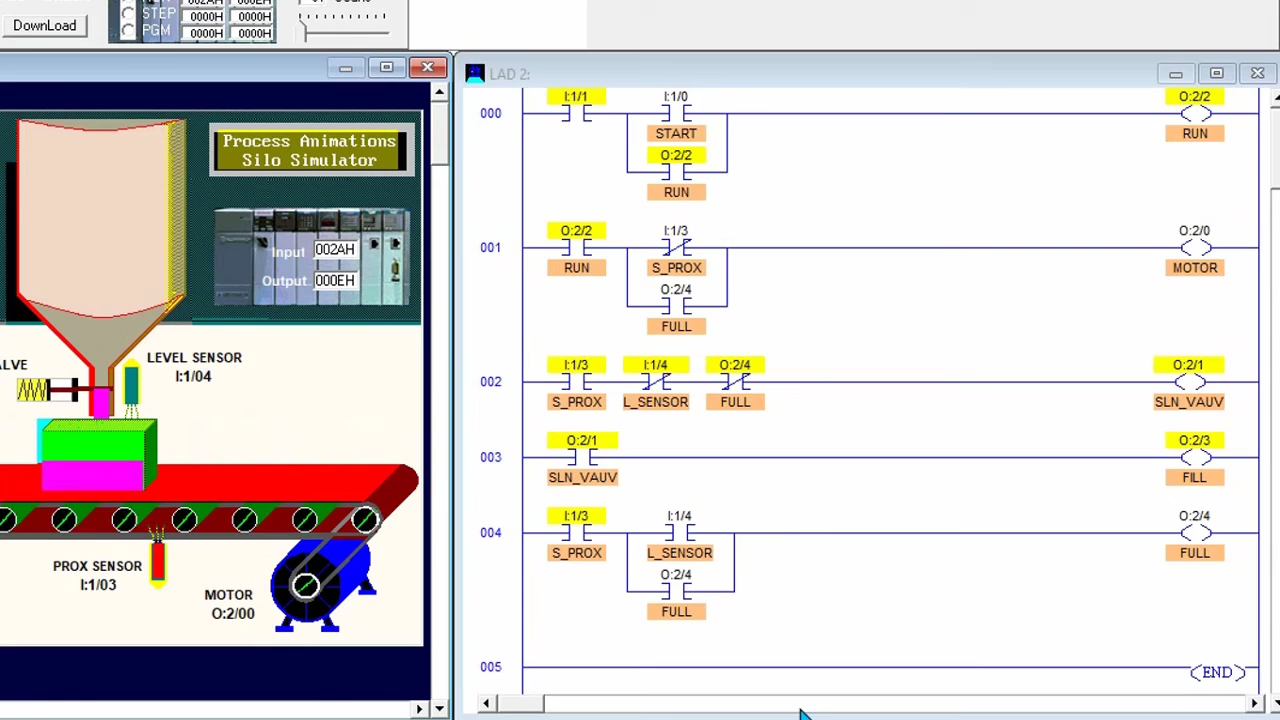 DownLoad
STEP
PGM
002AH
000EH
0000H
0000H
0000H
0000H
LAD 2:
Process Animations
Silo Simulator
Input 002AH
Output 000EH
ALVE
LEVEL SENSOR
I:1/04
PROX SENSOR
I:1/03
MOTOR
O:2/00
I:1/1
I:1/0
O:2/2
000
START
RUN
O:2/2
RUN
O:2/2
I:1/3
O:2/0
001
RUN
S_PROX
MOTOR
O:2/4
FULL
I:1/3
I:1/4
O:2/4
O:2/1
002
S_PROX
L_SENSOR
FULL
SLN_VAUV
O:2/1
O:2/3
003
SLN_VAUV
FILL
I:1/3
I:1/4
O:2/4
004
S_PROX
L_SENSOR
FULL
O:2/4
FULL
005
END